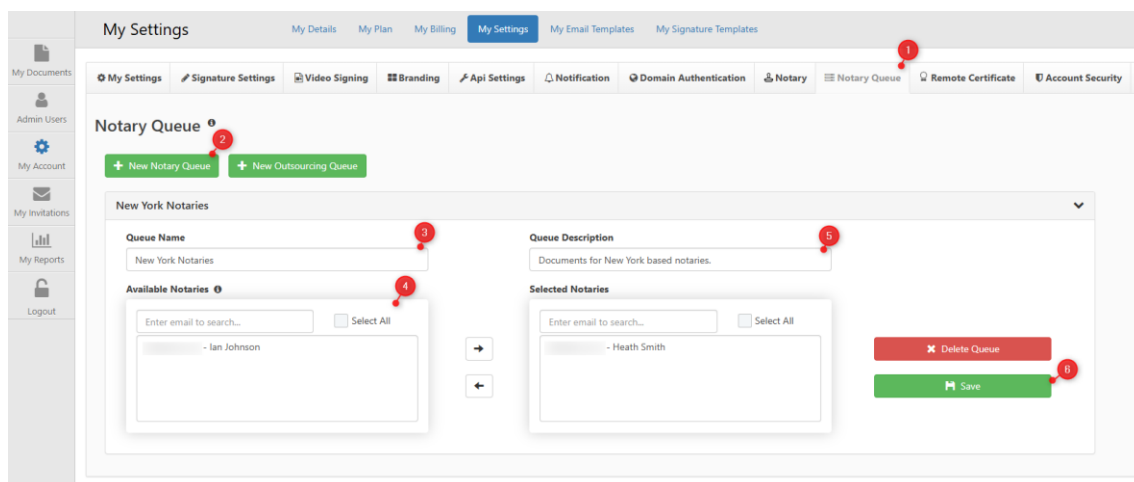 My Settings
My Details My Plan My Billing My Settings My Email Templates My Signature Templates
1
My Documents
Admin Users
My Account
My Invitations
My Reports
Logout
My Settings Signature Settings Video Signing Branding Api Settings Notification Domain Authentication Notary Notary Queue Remote Certificate Account Security
Notary Queue
2
New Notary Queue New Outsourcing Queue
New York Notaries
Queue Name 3 Queue Description 5
New York Notaries Documents for New York based notaries.
Available Notaries 4 Selected Notaries
Enter email to search... Select All Enter email to search... Select All
- Ian Johnson - Heath Smith
Delete Queue
6
Save